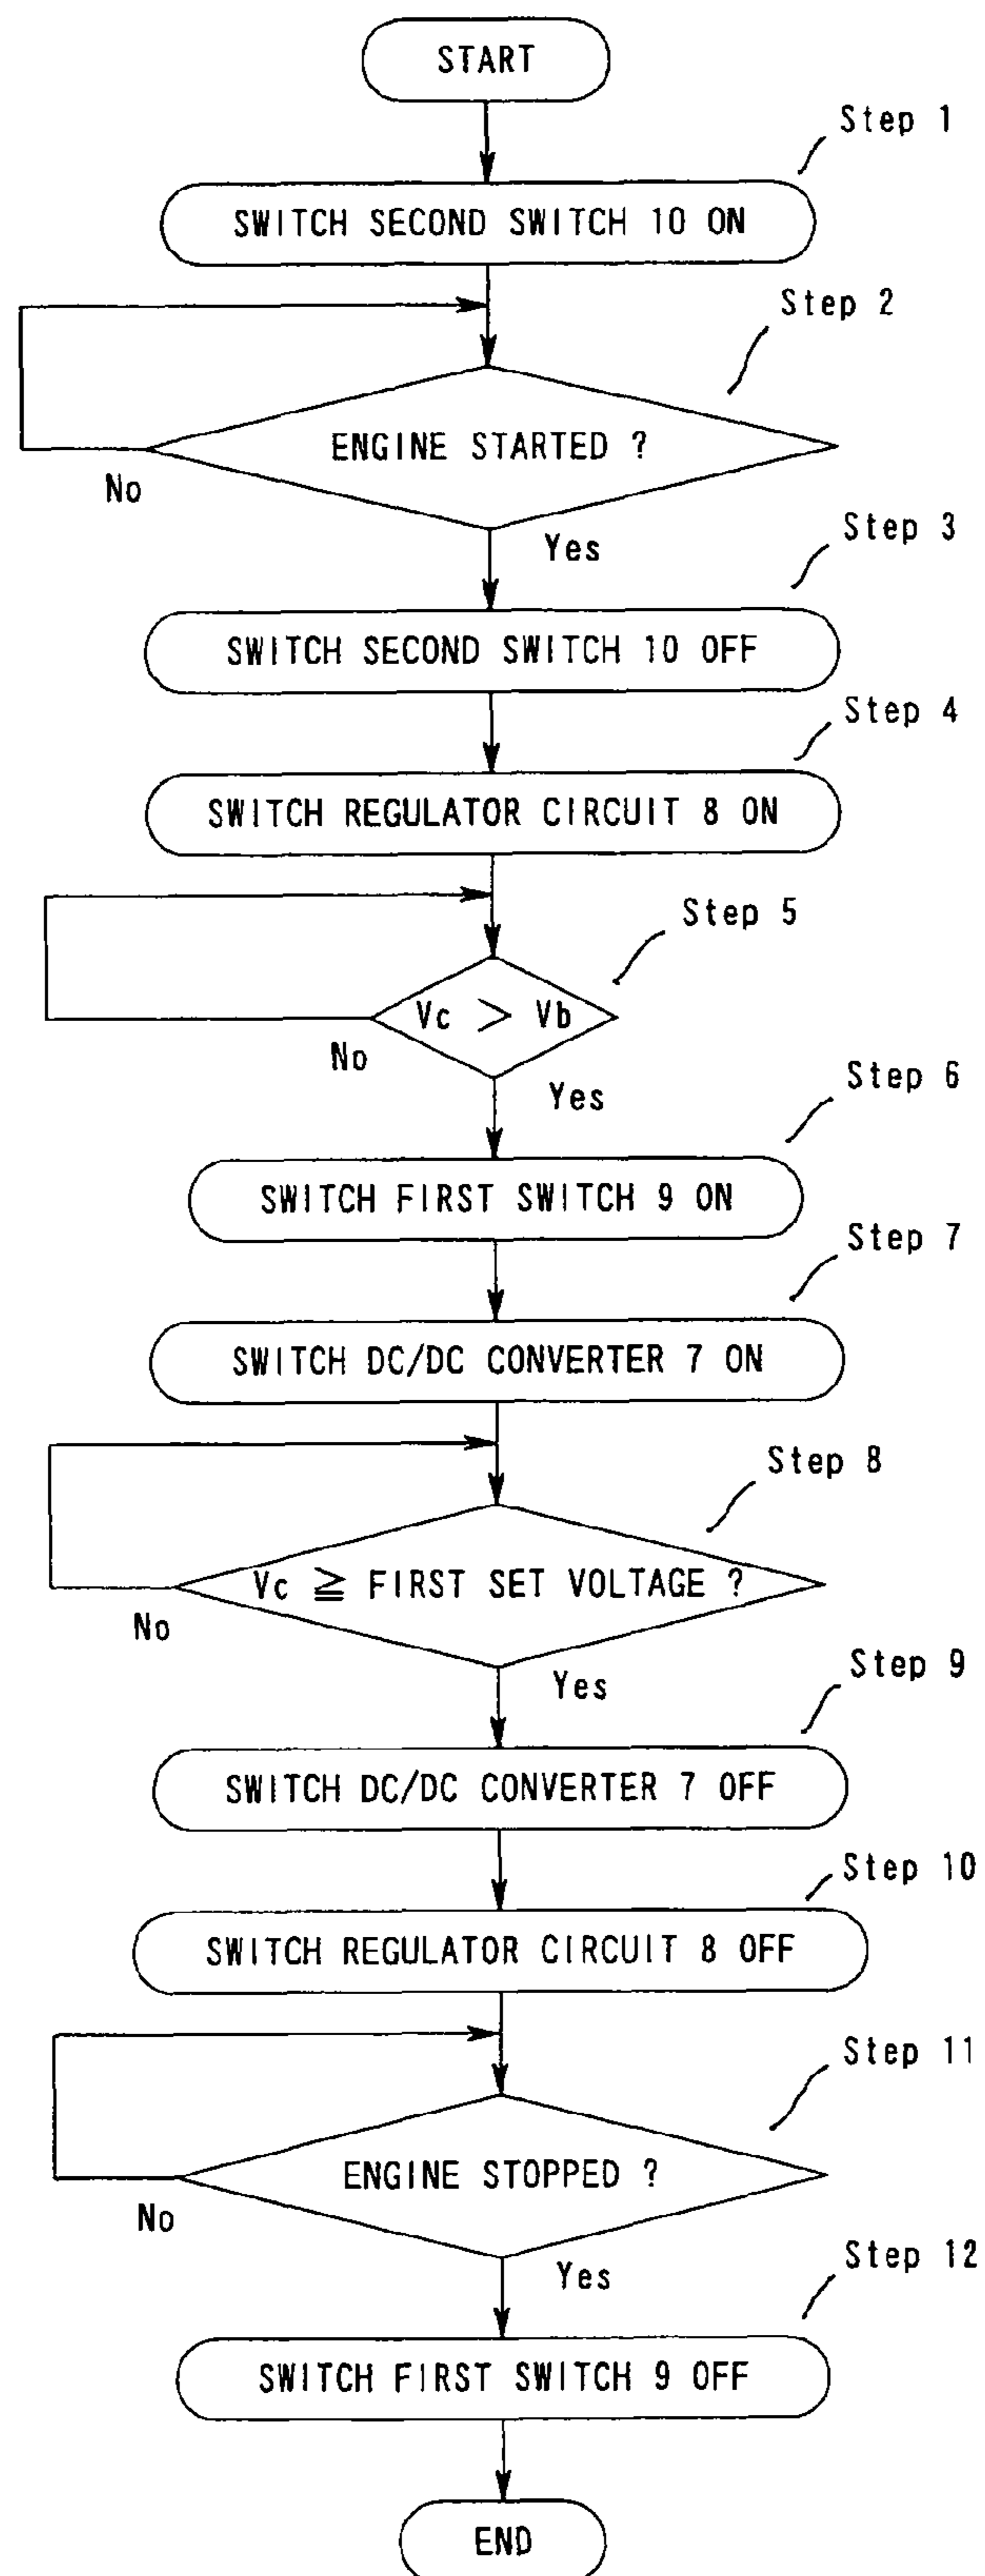 START
Step 1
SWITCH SECOND SWITCH 10 ON
Step 2
ENGINE STARTED ?
No
Yes
Step 3
SWITCH SECOND SWITCH 10 OFF
Step 4
SWITCH REGULATOR CIRCUIT 8 ON
Step 5
Vc > Vb
No
Yes
Step 6
SWITCH FIRST SWITCH 9 ON
Step 7
SWITCH DC/DC CONVERTER 7 ON
Step 8
Vc ≧ FIRST SET VOLTAGE ?
No
Yes
Step 9
SWITCH DC/DC CONVERTER 7 OFF
Step 10
SWITCH REGULATOR CIRCUIT 8 OFF
Step 11
ENGINE STOPPED ?
No
Yes
Step 12
SWITCH FIRST SWITCH 9 OFF
END